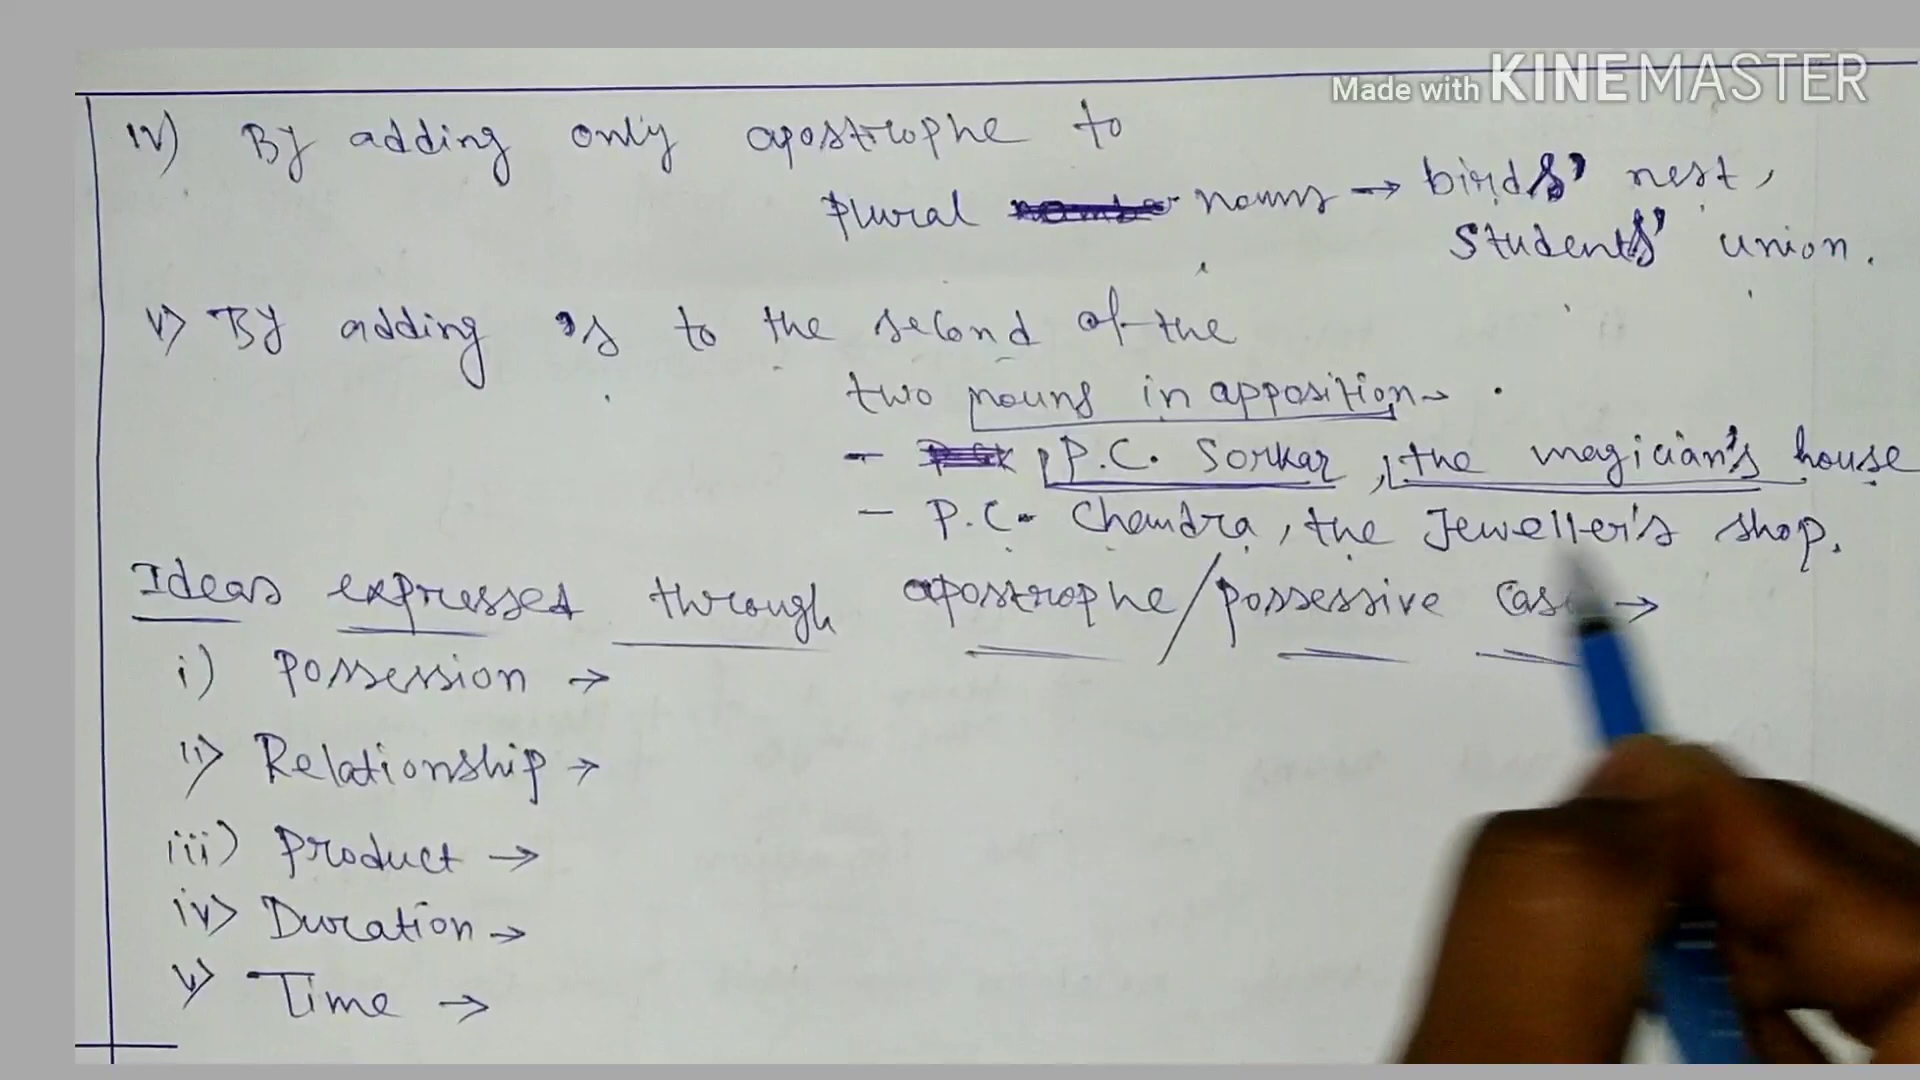 Made with KINEMASTER
iv) By adding only apostrophe to
plural nouns → birds' nest,
students' union.
v) By adding 's to the second of the
two nouns in apposition →
- P.C. Sorkar, the magician's house
- P.C. Chandra, the Jeweller's shop.
Ideas expressed through apostrophe/possessive Case →
i) Possession →
ii) Relationship →
iii) Product →
iv) Duration →
v) Time →